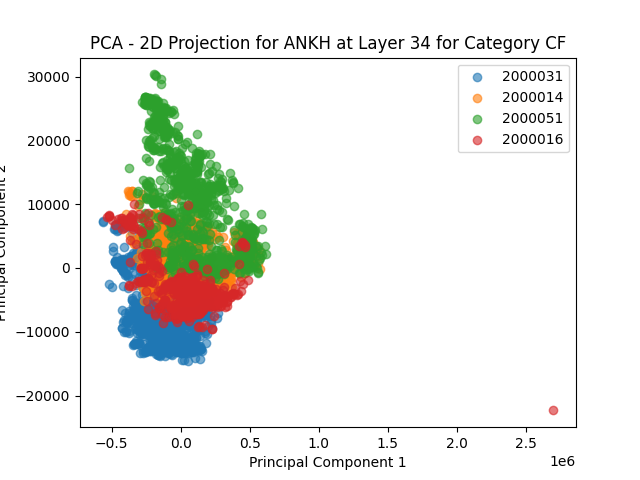 PCA - 2D Projection for ANKH at Layer 34 for Category CF
2000031
2000014
2000051
2000016
30000
20000
10000
0
−10000
−20000
Principal Component 2
−0.5 0.0 0.5 1.0 1.5 2.0 2.5
1e6
Principal Component 1